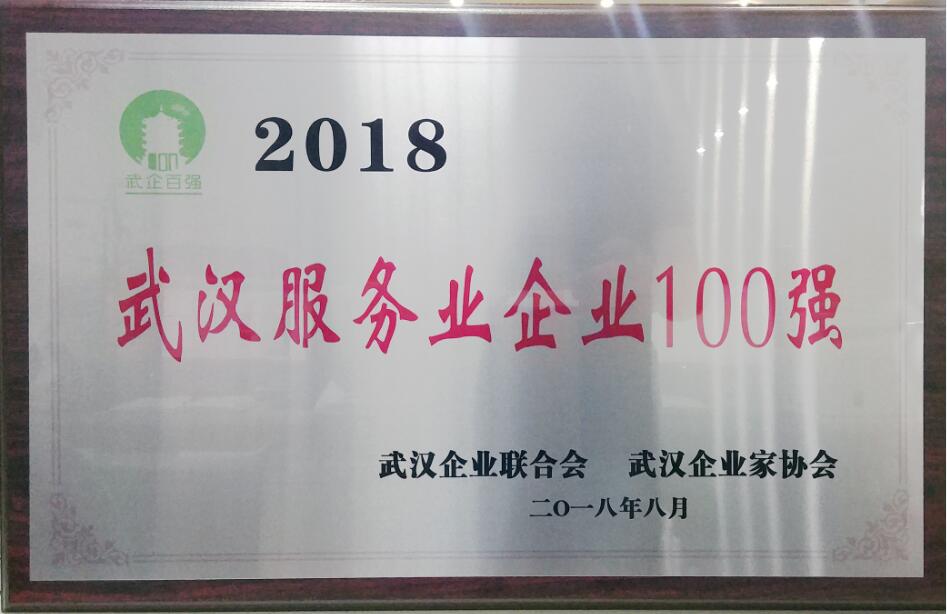 武企百强
2018
武汉服务业企业100强
武汉企业联合会 武汉企业家协会
二O一八年八月